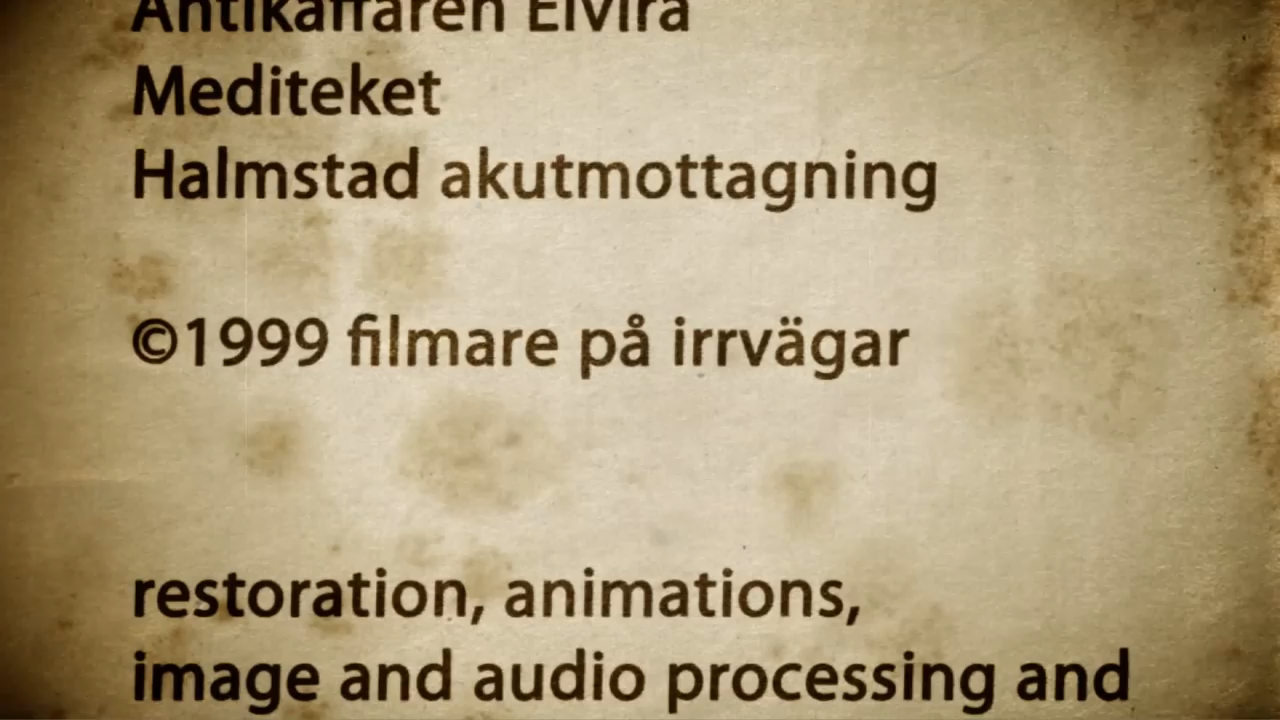 Antikaffären Elvira
Mediteket
Halmstad akutmottagning
©1999 filmare på irrvägar
restoration, animations,
image and audio processing and